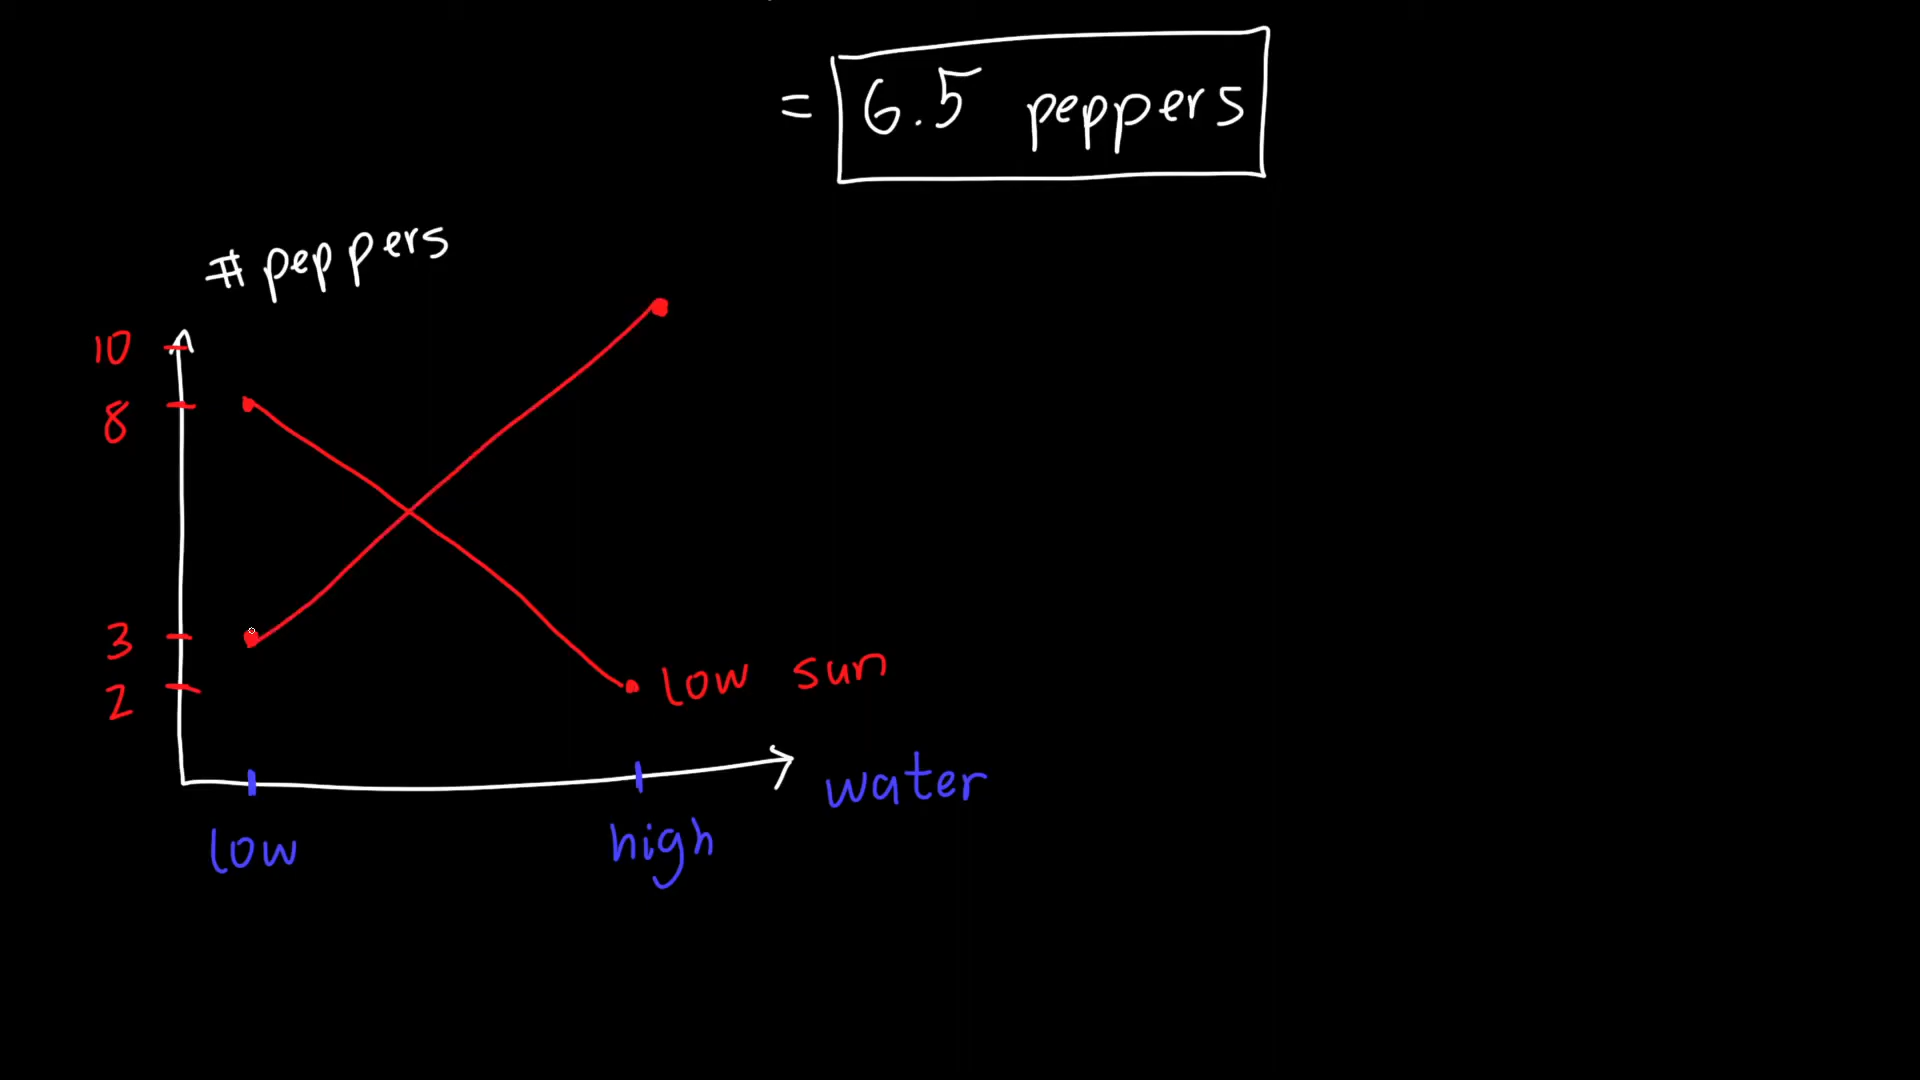 = 6.5 peppers
# peppers
10
8
3
2
low sun
water
low
high